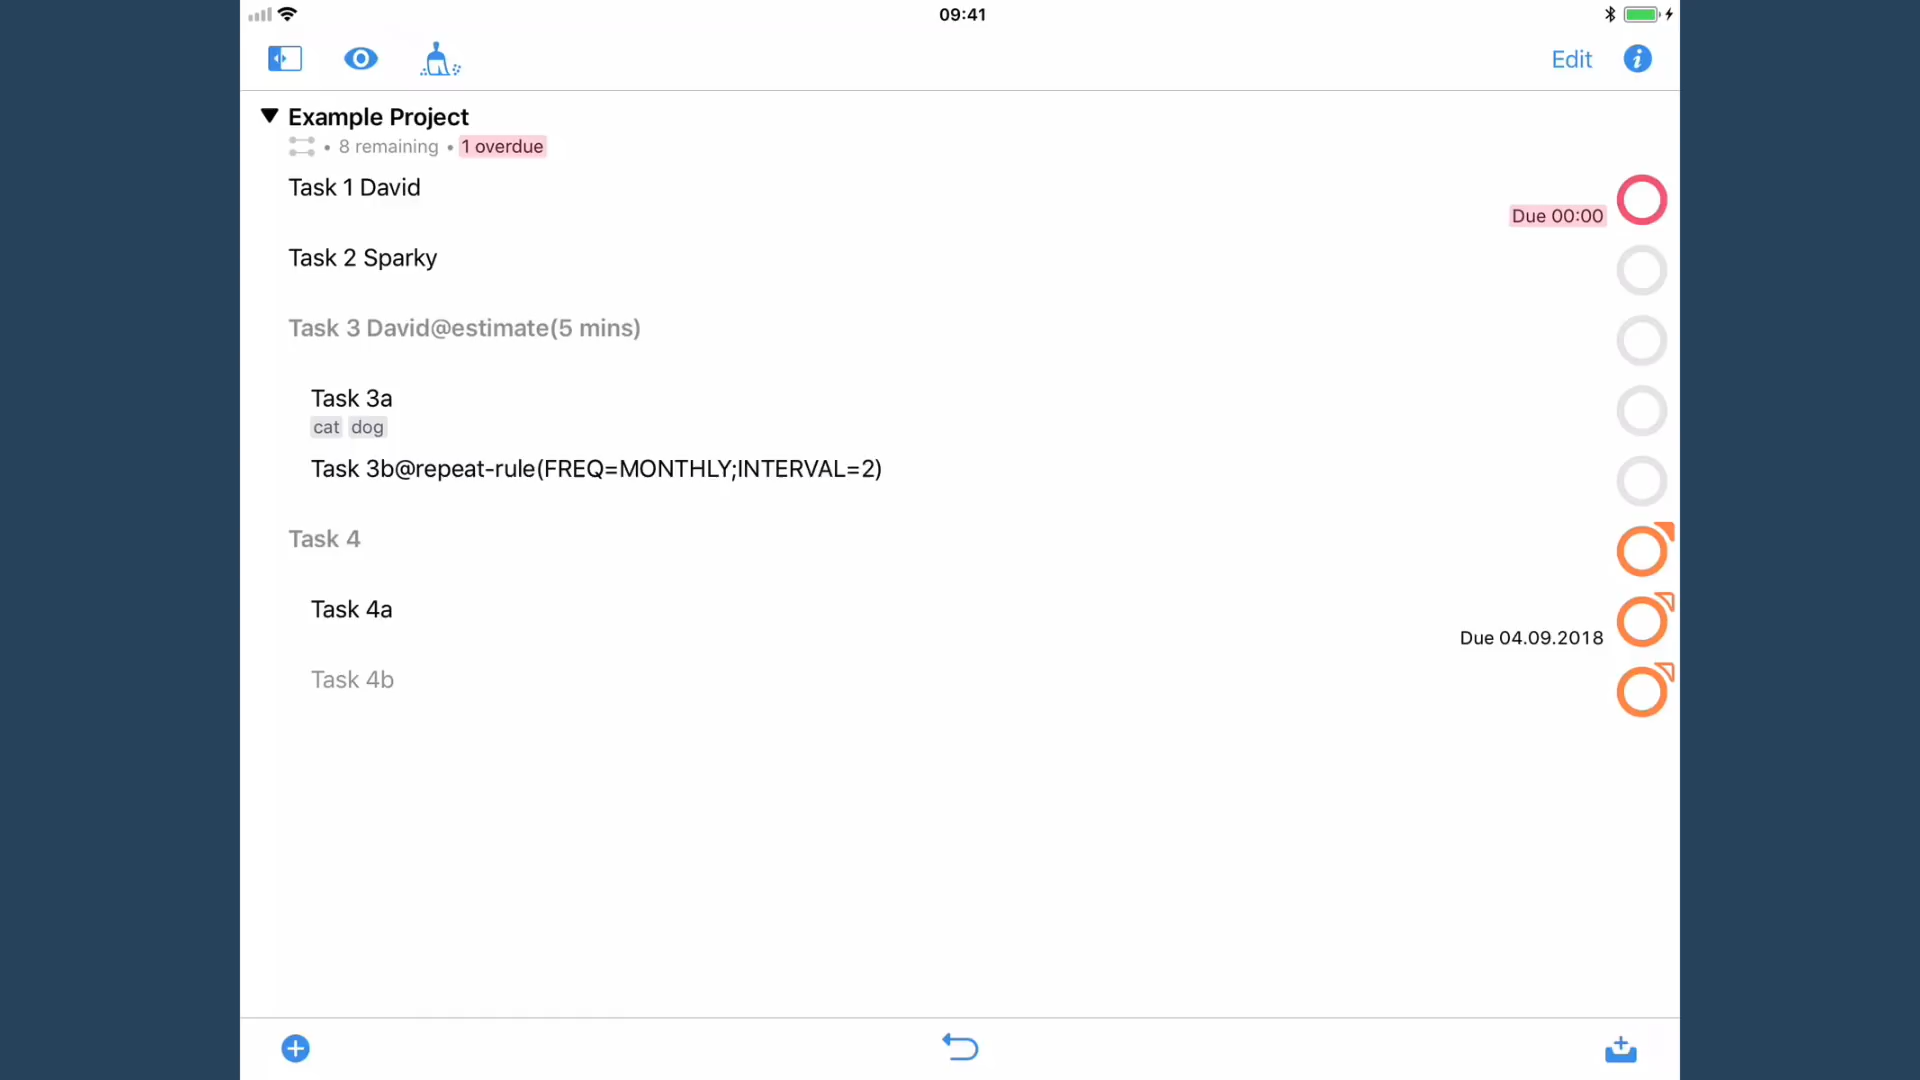 09:41
Edit
Example Project
• 8 remaining • 1 overdue
Task 1 David
Due 00:00
Task 2 Sparky
Task 3 David@estimate(5 mins)
Task 3a
cat dog
Task 3b@repeat-rule(FREQ=MONTHLY;INTERVAL=2)
Task 4
Task 4a
Due 04.09.2018
Task 4b